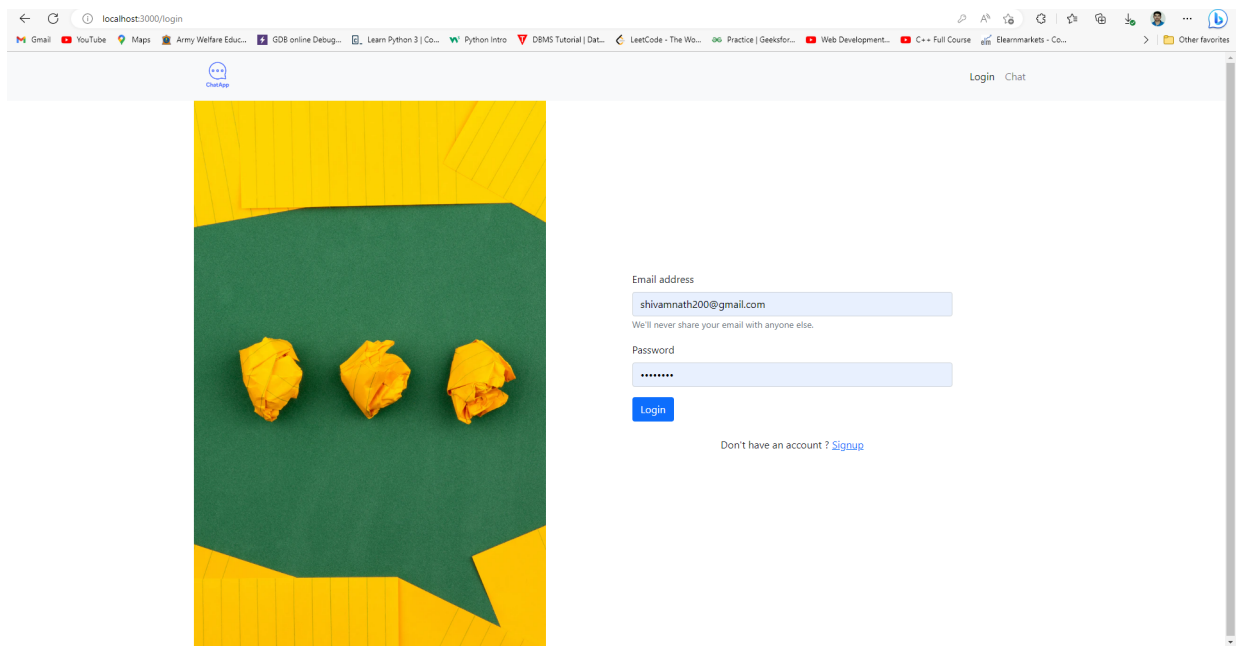 localhost:3000/login
Gmail YouTube Maps Army Welfare Educ... GDB online Debug... Learn Python 3 | Co... Python Intro DBMS Tutorial | Dat... LeetCode - The Wo... Practice | Geeksfor... Web Development... C++ Full Course Elearnmarkets - Co... Other favorites
ChatApp
Login Chat
Email address
shivamnath200@gmail.com
We'll never share your email with anyone else.
Password
••••••••
Login
Don't have an account ? Signup